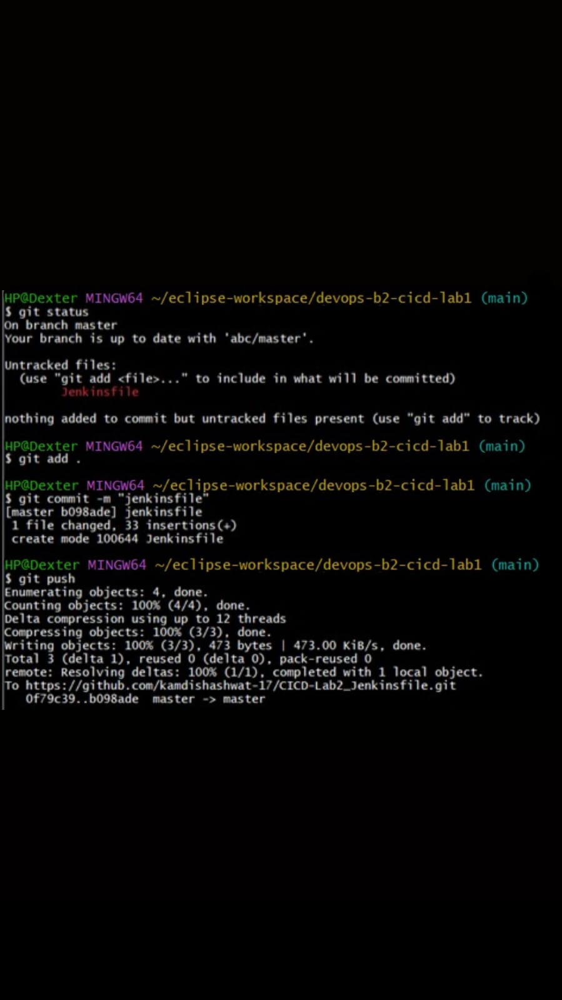 HP@Dexter MINGW64 ~/eclipse-workspace/devops-b2-cicd-lab1 (main)
$ git status
On branch master
Your branch is up to date with 'abc/master'.
Untracked files:
(use "git add <file>..." to include in what will be committed)
Jenkinsfile
nothing added to commit but untracked files present (use "git add" to track)
HP@Dexter MINGW64 ~/eclipse-workspace/devops-b2-cicd-lab1 (main)
$ git add .
HP@Dexter MINGW64 ~/eclipse-workspace/devops-b2-cicd-lab1 (main)
$ git commit -m "jenkinsfile"
[master b098ade] jenkinsfile
1 file changed, 33 insertions(+)
create mode 100644 Jenkinsfile
HP@Dexter MINGW64 ~/eclipse-workspace/devops-b2-cicd-lab1 (main)
$ git push
Enumerating objects: 4, done.
Counting objects: 100% (4/4), done.
Delta compression using up to 12 threads
Compressing objects: 100% (3/3), done.
Writing objects: 100% (3/3), 473 bytes | 473.00 KiB/s, done.
Total 3 (delta 1), reused 0 (delta 0), pack-reused 0
remote: Resolving deltas: 100% (1/1), completed with 1 local object.
To https://github.com/kamdishashwat-17/CICD-Lab2_Jenkinsfile.git
0f79c39..b098ade master -> master